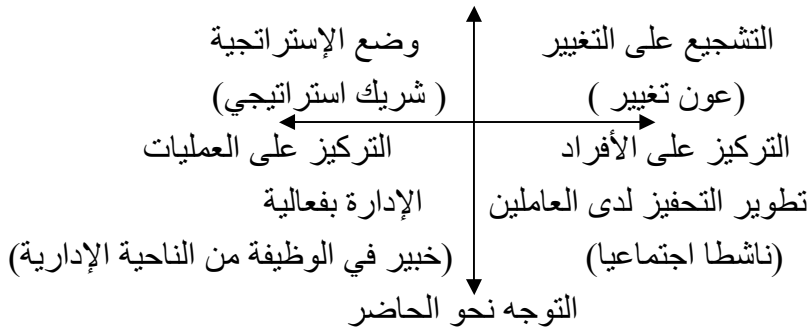 التشجيع على التغيير وضع الإستراتجية
(عون تغيير ) ( شريك استراتيجي)
التركيز على الأفراد التركيز على العمليات
تطوير التحفيز لدى العاملين الإدارة بفعالية
(ناشطا اجتماعيا) (خبير في الوظيفة من الناحية الإدارية)
التوجه نحو الحاضر